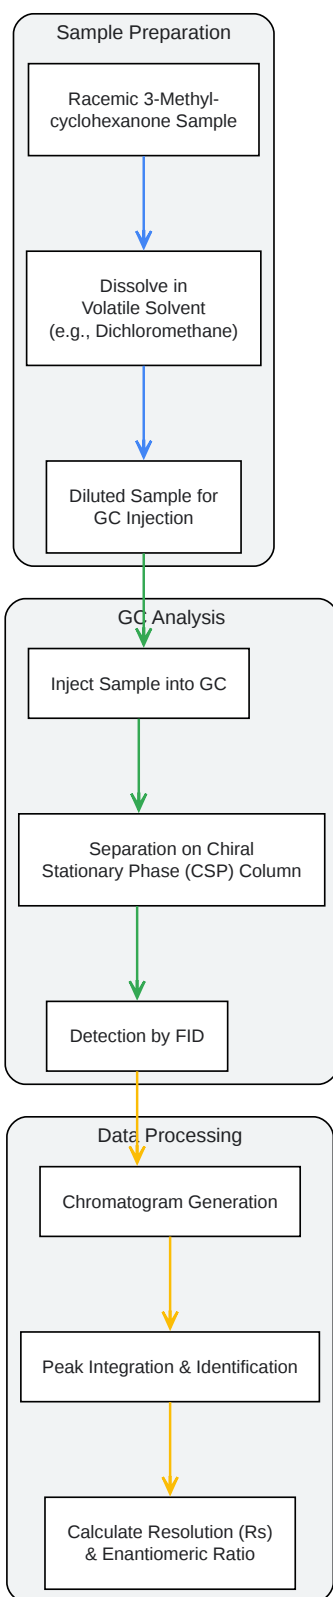 Sample Preparation
Racemic 3-Methyl-
cyclohexanone Sample
Dissolve in
Volatile Solvent
(e.g., Dichloromethane)
Diluted Sample for
GC Injection
GC Analysis
Inject Sample into GC
Separation on Chiral
Stationary Phase (CSP) Column
Detection by FID
Data Processing
Chromatogram Generation
Peak Integration & Identification
Calculate Resolution (Rs)
& Enantiomeric Ratio